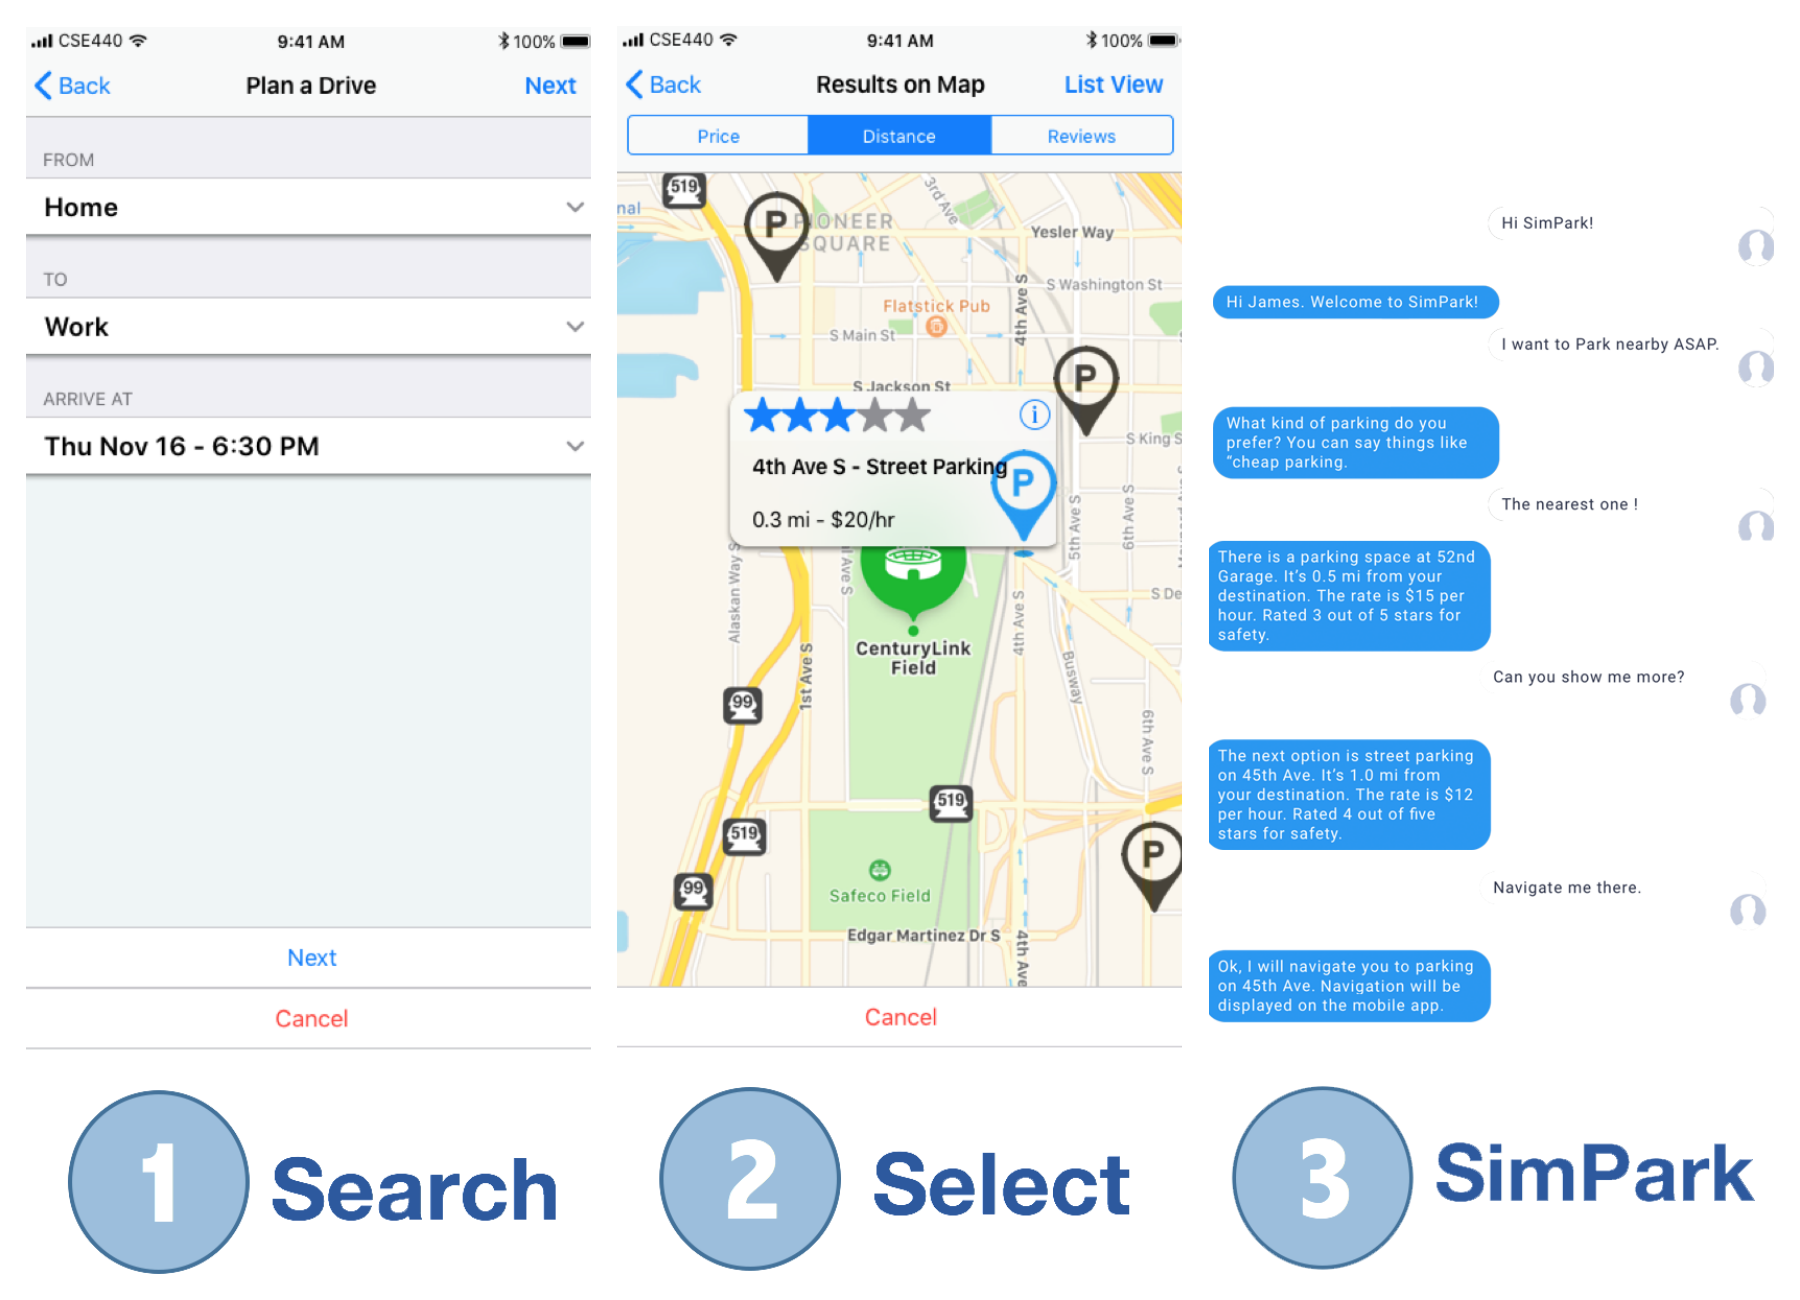 CSE440
9:41 AM
100%
Back
Plan a Drive
Next
FROM
Home
TO
Work
ARRIVE AT
Thu Nov 16 - 6:30 PM
Next
Cancel
CSE440
9:41 AM
100%
Back
Results on Map
List View
Price
Distance
Reviews
519
nal
3rd Ave
P
PIONEER
SQUARE
Yesler Way
S Washington St
Flatstick Pub
4th Ave S
S Main St
S Jackson St
P
i
S King S
4th Ave S - Street Parking
P
0.3 mi - $20/hr
5th Ave S
6th Ave S
Alaskan Way S
l Ave S
S De
4th Ave S
CenturyLink
Field
1st Ave S
Busway
99
6th Ave S
519
519
P
99
Safeco Field
Edgar Martinez Dr S
4th Ave
Cancel
Hi SimPark!
Hi James. Welcome to SimPark!
I want to Park nearby ASAP.
What kind of parking do you
prefer? You can say things like
“cheap parking.
The nearest one !
There is a parking space at 52nd
Garage. It’s 0.5 mi from your
destination. The rate is $15 per
hour. Rated 3 out of 5 stars for
safety.
Can you show me more?
The next option is street parking
on 45th Ave. It’s 1.0 mi from
your destination. The rate is $12
per hour. Rated 4 out of five
stars for safety.
Navigate me there.
Ok, I will navigate you to parking
on 45th Ave. Navigation will be
displayed on the mobile app.
1
Search
2
Select
3
SimPark